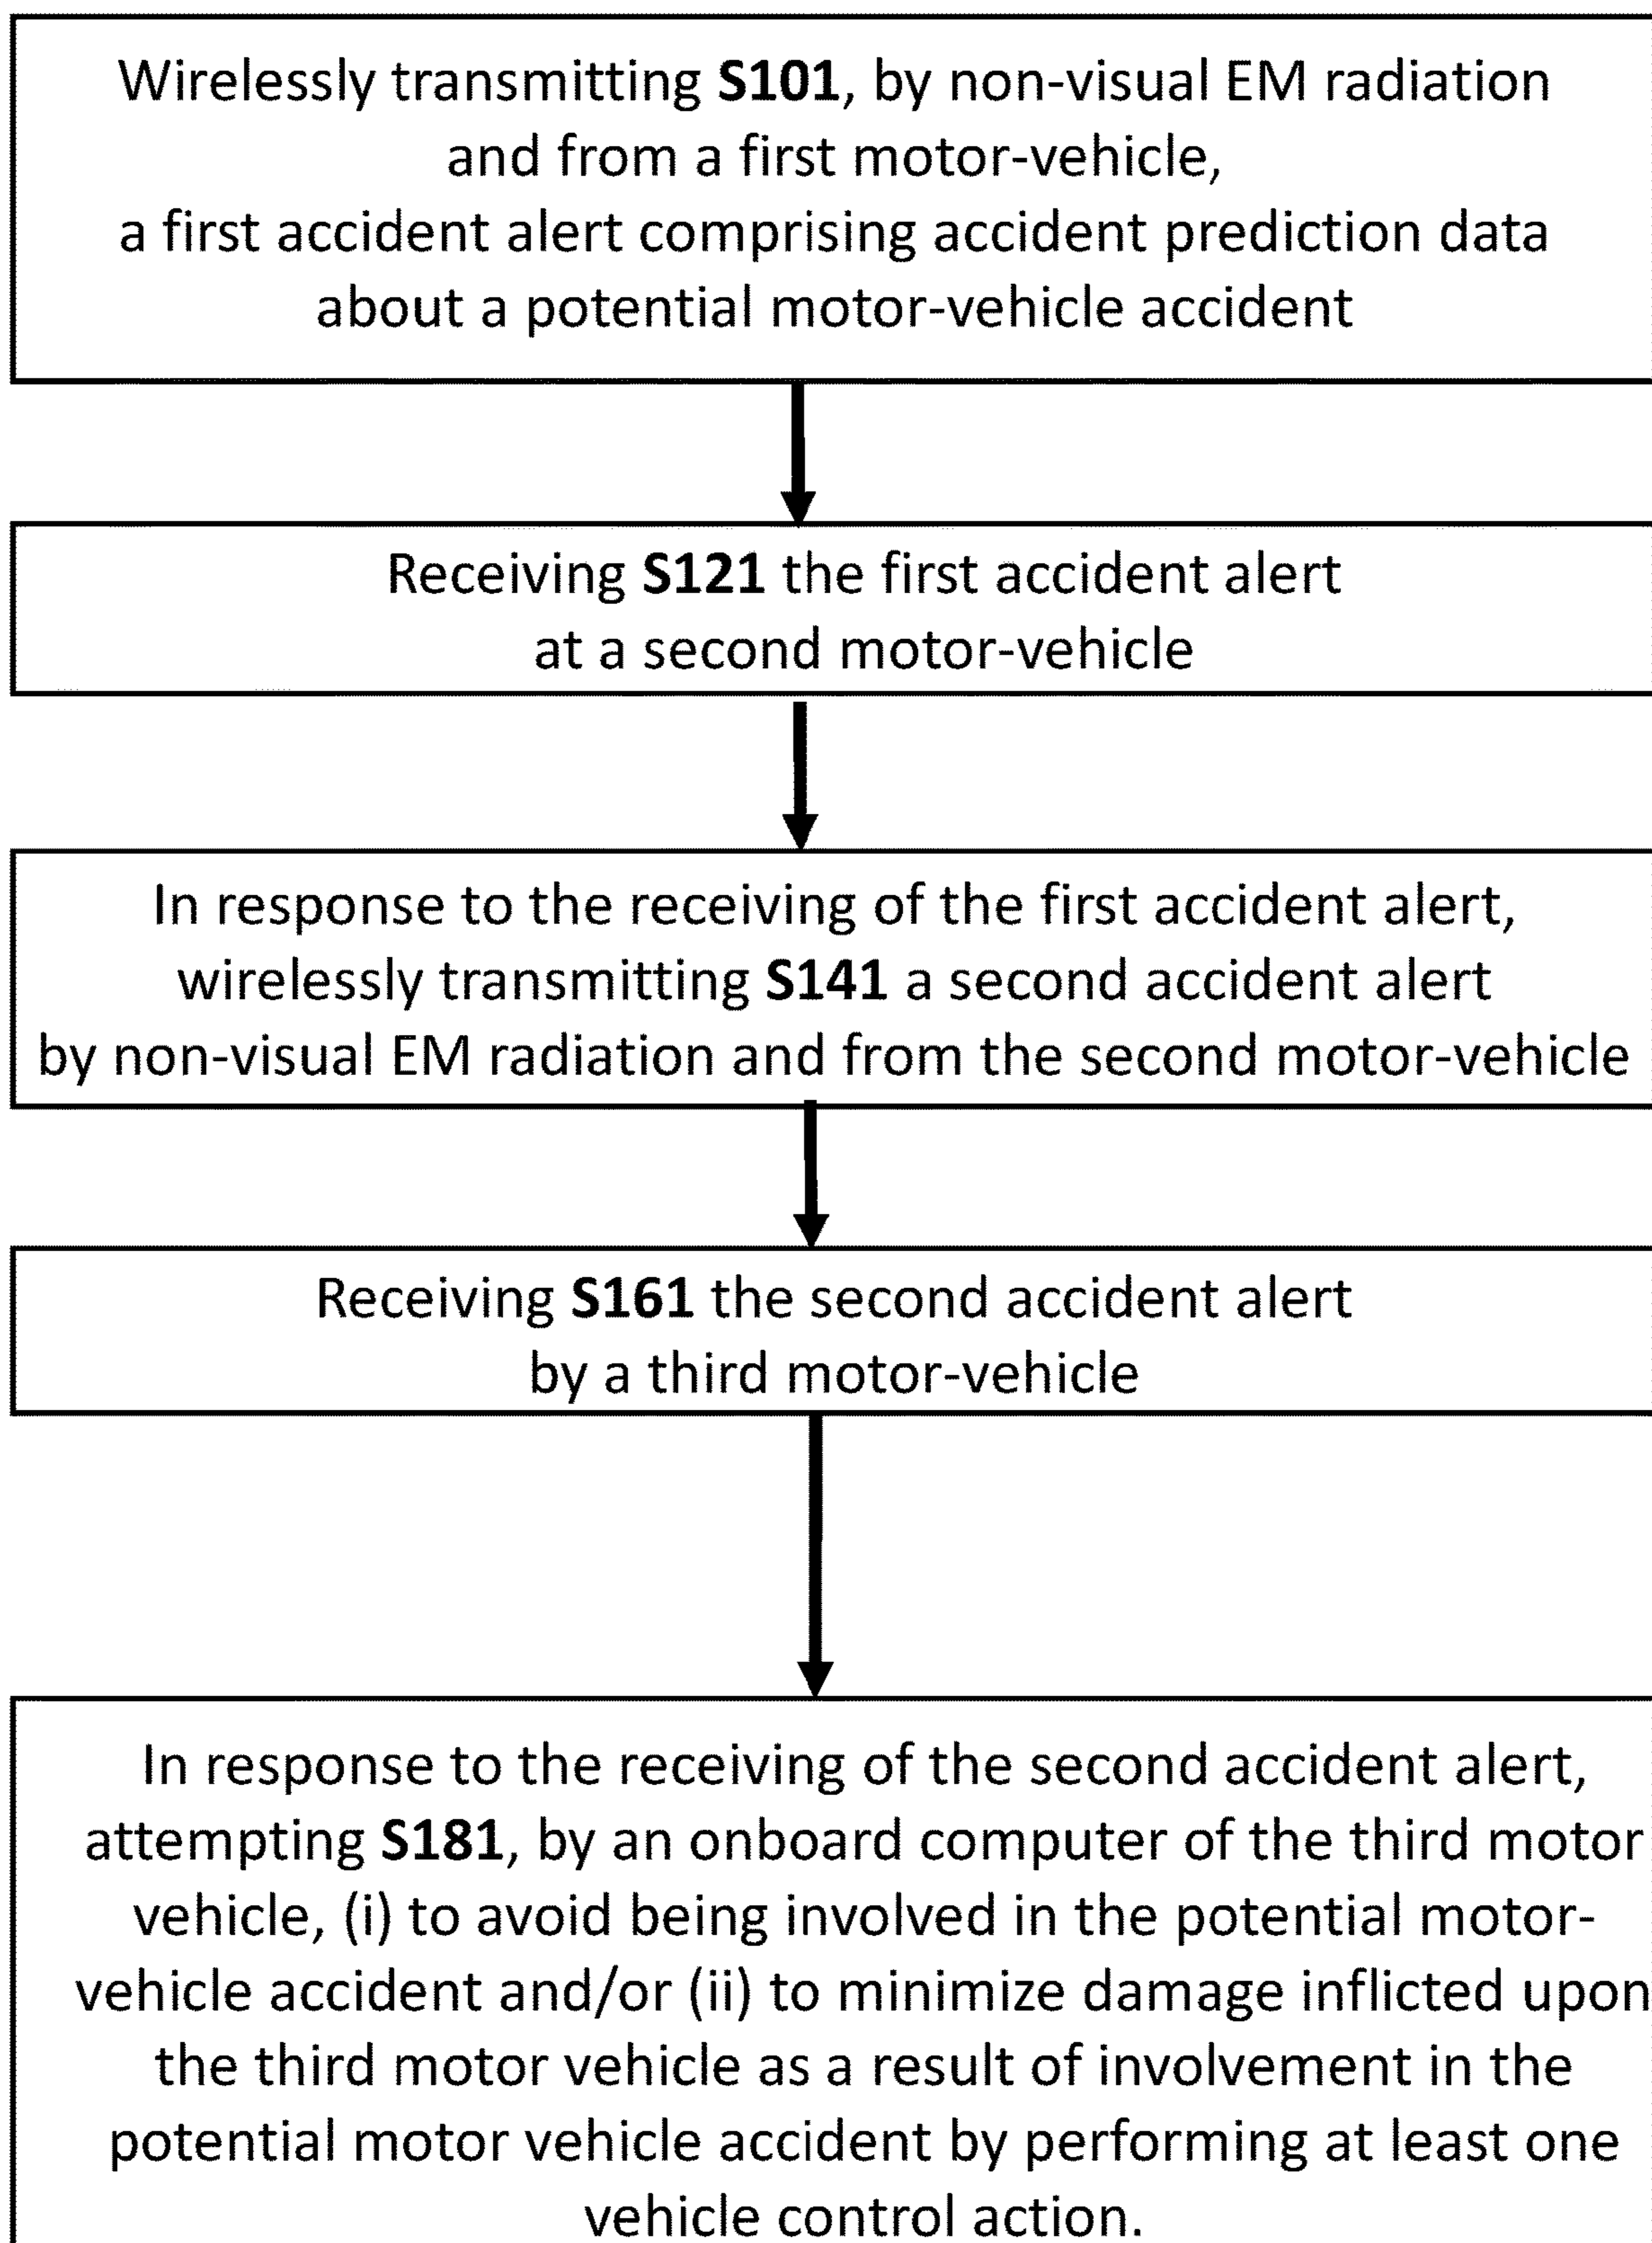 Wirelessly transmitting S101, by non-visual EM radiation
and from a first motor-vehicle,
a first accident alert comprising accident prediction data
about a potential motor-vehicle accident
Receiving S121 the first accident alert
at a second motor-vehicle
In response to the receiving of the first accident alert,
wirelessly transmitting S141 a second accident alert
by non-visual EM radiation and from the second motor-vehicle
Receiving S161 the second accident alert
by a third motor-vehicle
In response to the receiving of the second accident alert,
attempting S181, by an onboard computer of the third motor
vehicle, (i) to avoid being involved in the potential motor-
vehicle accident and/or (ii) to minimize damage inflicted upon
the third motor vehicle as a result of involvement in the
potential motor vehicle accident by performing at least one
vehicle control action.